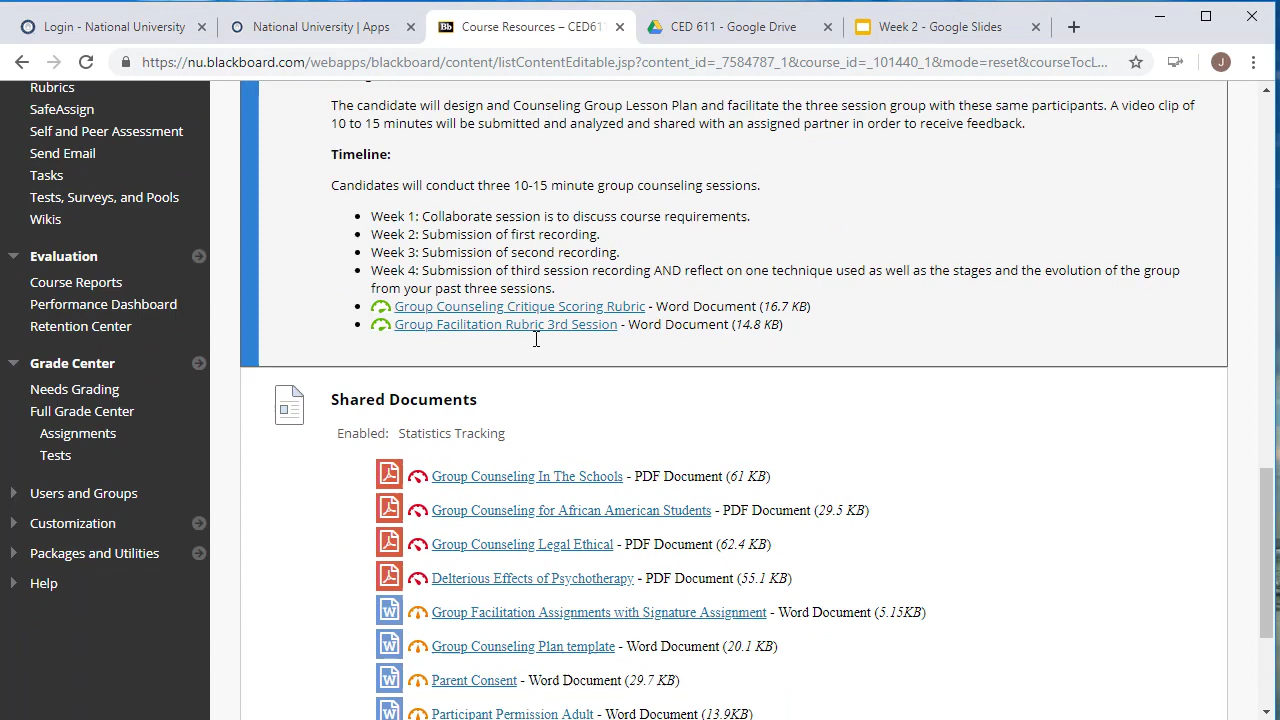 Login - National University
National University | Apps
Bb Course Resources – CED611
CED 611 - Google Drive
Week 2 - Google Slides
https://nu.blackboard.com/webapps/blackboard/content/listContentEditable.jsp?content_id=_7584787_1&course_id=_101440_1&mode=reset&courseTocL...
J
Rubrics
SafeAssign
Self and Peer Assessment
Send Email
Tasks
Tests, Surveys, and Pools
Wikis
Evaluation
Course Reports
Performance Dashboard
Retention Center
Grade Center
Needs Grading
Full Grade Center
Assignments
Tests
Users and Groups
Customization
Packages and Utilities
Help
The candidate will design and Counseling Group Lesson Plan and facilitate the three session group with these same participants. A video clip of
10 to 15 minutes will be submitted and analyzed and shared with an assigned partner in order to receive feedback.
Timeline:
Candidates will conduct three 10-15 minute group counseling sessions.
• Week 1: Collaborate session is to discuss course requirements.
• Week 2: Submission of first recording.
• Week 3: Submission of second recording.
• Week 4: Submission of third session recording AND reflect on one technique used as well as the stages and the evolution of the group
from your past three sessions.
• Group Counseling Critique Scoring Rubric - Word Document (16.7 KB)
• Group Facilitation Rubric 3rd Session - Word Document (14.8 KB)
Shared Documents
Enabled: Statistics Tracking
Group Counseling In The Schools - PDF Document (61 KB)
Group Counseling for African American Students - PDF Document (29.5 KB)
Group Counseling Legal Ethical - PDF Document (62.4 KB)
Delterious Effects of Psychotherapy - PDF Document (55.1 KB)
Group Facilitation Assignments with Signature Assignment - Word Document (5.15KB)
Group Counseling Plan template - Word Document (20.1 KB)
Parent Consent - Word Document (29.7 KB)
Participant Permission Adult - Word Document (13.9KB)